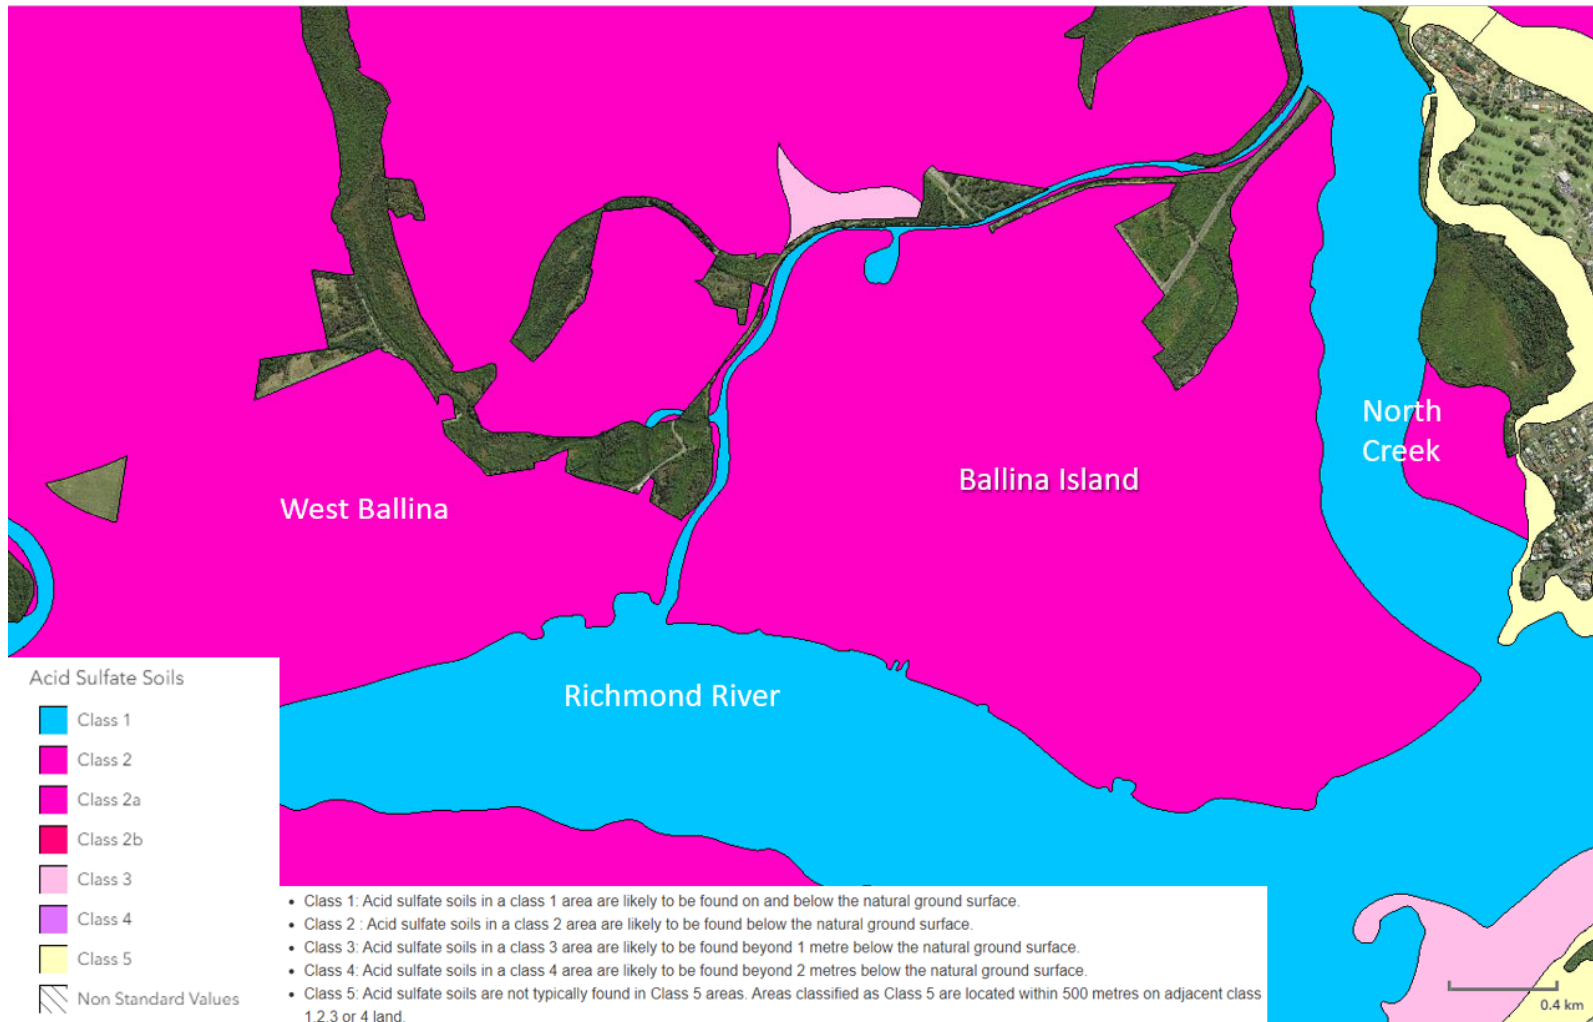 North
Creek
Ballina Island
West Ballina
Richmond River
Acid Sulfate Soils
Class 1
Class 2
Class 2a
Class 2b
Class 3
Class 4
Class 5
Non Standard Values
• Class 1: Acid sulfate soils in a class 1 area are likely to be found on and below the natural ground surface.
• Class 2 : Acid sulfate soils in a class 2 area are likely to be found below the natural ground surface.
• Class 3: Acid sulfate soils in a class 3 area are likely to be found beyond 1 metre below the natural ground surface.
• Class 4: Acid sulfate soils in a class 4 area are likely to be found beyond 2 metres below the natural ground surface.
• Class 5: Acid sulfate soils are not typically found in Class 5 areas. Areas classified as Class 5 are located within 500 metres on adjacent class
1,2,3 or 4 land.
0.4 km